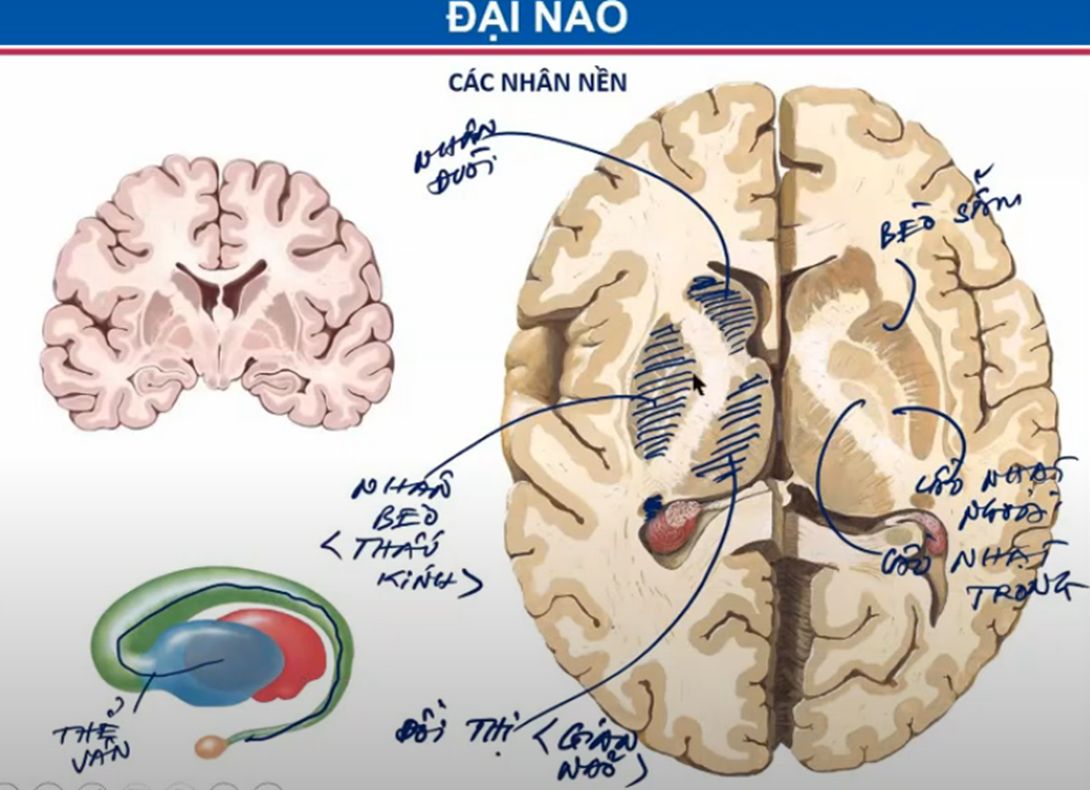 ĐẠI NÃO
CÁC NHÂN NỀN
NHÂN
ĐUÔI
BÈO SẪM
NHÂN
BÈO
< THẤU
KÍNH >
CẦU NHẠT
NGOÀI
CẦU NHẠT
TRONG
THỂ
VÂN
ĐỒI THỊ < GIAN
NÃO >